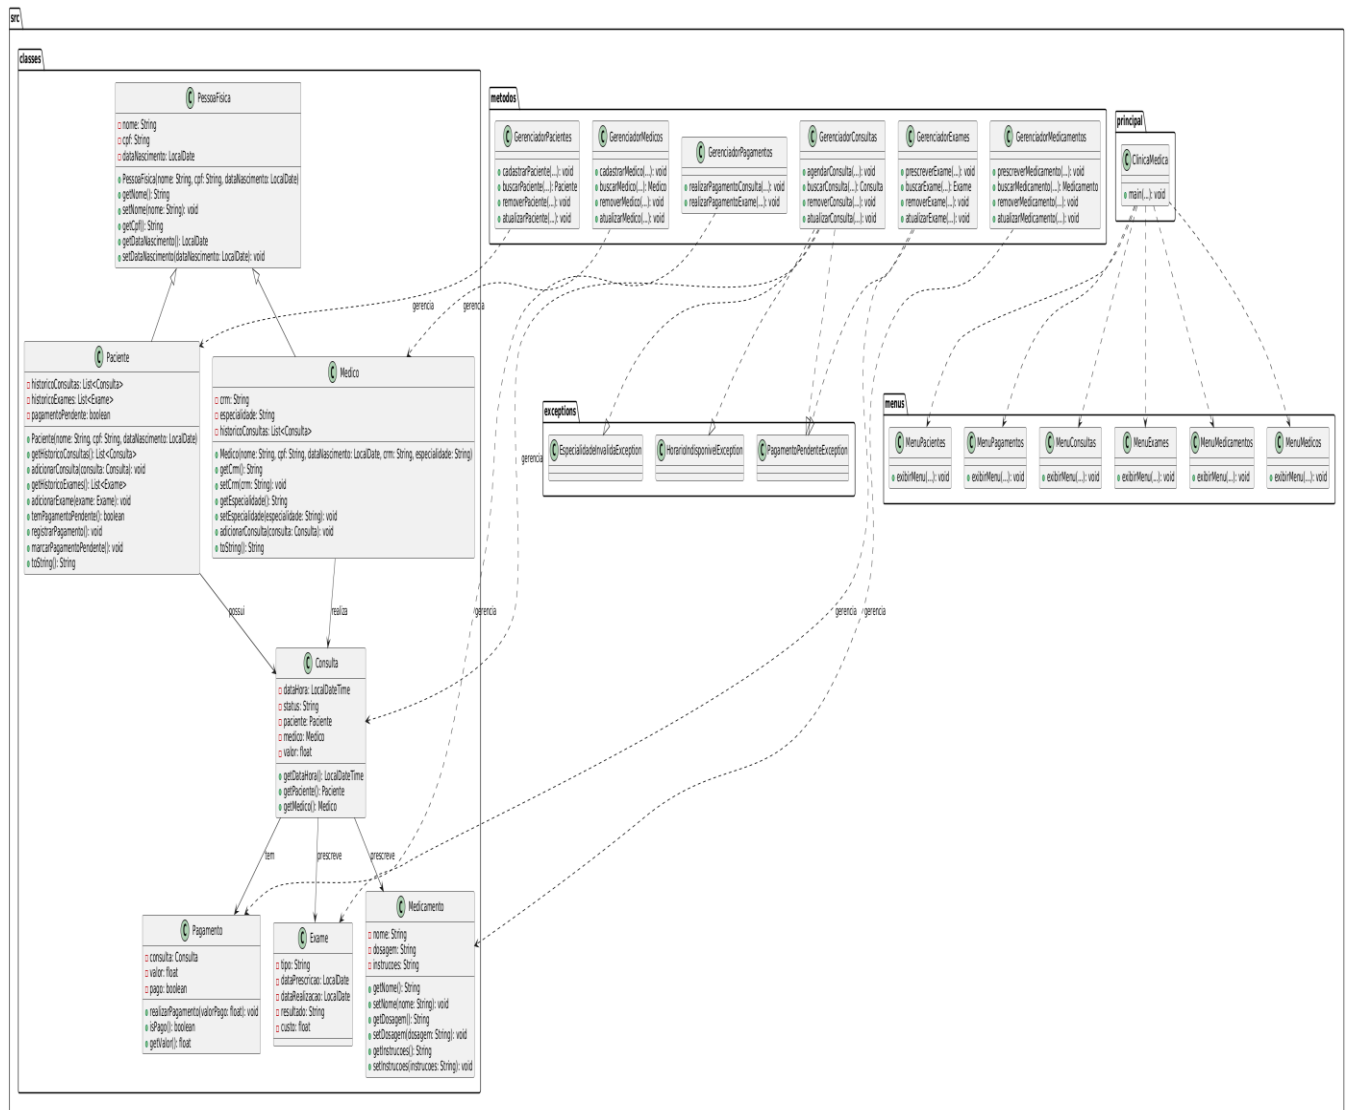 src
classes
C PessoaFisica
nome: String
cpf: String
dataNascimento: LocalDate
PessoaFisica(nome: String, cpf: String, dataNascimento: LocalDate)
getNome(): String
setNome(nome: String): void
getCpf(): String
getDataNascimento(): LocalDate
setDataNascimento(dataNascimento: LocalDate): void
metodos
C GerenciadorPacientes
cadastrarPaciente(...): void
buscarPaciente(...): Paciente
removerPaciente(...): void
atualizarPaciente(...): void
C GerenciadorMedicos
cadastrarMedico(...): void
buscarMedico(...): Medico
removerMedico(...): void
atualizarMedico(...): void
C GerenciadorPagamentos
realizarPagamentoConsulta(...): void
realizarPagamentoExame(...): void
C GerenciadorConsultas
agendarConsulta(...): void
buscarConsulta(...): Consulta
removerConsulta(...): void
atualizarConsulta(...): void
C GerenciadorExames
prescreverExame(...): void
buscarExame(...): Exame
removerExame(...): void
atualizarExame(...): void
C GerenciadorMedicamentos
prescreverMedicamento(...): void
buscarMedicamento(...): Medicamento
removerMedicamento(...): void
atualizarMedicamento(...): void
principal
C ClinicaMedica
main(...): void
gerencia
gerencia
C Paciente
historicoConsultas: List<Consulta>
historicoExames: List<Exame>
pagamentoPendente: boolean
Paciente(nome: String, cpf: String, dataNascimento: LocalDate)
getHistoricoConsultas(): List<Consulta>
adicionarConsulta(consulta: Consulta): void
getHistoricoExames(): List<Exame>
adicionarExame(exame: Exame): void
temPagamentoPendente(): boolean
registrarPagamento(): void
marcarPagamentoPendente(): void
toString(): String
C Medico
crm: String
especialidade: String
historicoConsultas: List<Consulta>
Medico(nome: String, cpf: String, dataNascimento: LocalDate, crm: String, especialidade: String)
getCrm(): String
setCrm(crm: String): void
getEspecialidade(): String
setEspecialidade(especialidade: String): void
adicionarConsulta(consulta: Consulta): void
toString(): String
gerencia
exceptions
C EspecialidadeInvalidaException
C HorarioIndisponivelException
C PagamentoPendenteException
menus
C MenuPacientes
exibirMenu(...): void
C MenuPagamentos
exibirMenu(...): void
C MenuConsultas
exibirMenu(...): void
C MenuExames
exibirMenu(...): void
C MenuMedicamentos
exibirMenu(...): void
C MenuMedicos
exibirMenu(...): void
possui
realiza
gerencia
gerencia
gerencia
C Consulta
dataHora: LocalDateTime
status: String
paciente: Paciente
medico: Medico
valor: float
getDataHora(): LocalDateTime
getPaciente(): Paciente
getMedico(): Medico
tem
prescreve
prescreve
C Pagamento
consulta: Consulta
valor: float
pago: boolean
realizarPagamento(valorPago: float): void
isPago(): boolean
getValor(): float
C Exame
tipo: String
dataPrescricao: LocalDate
dataRealizacao: LocalDate
resultado: String
custo: float
C Medicamento
nome: String
dosagem: String
instrucoes: String
getNome(): String
setNome(nome: String): void
getDosagem(): String
setDosagem(dosagem: String): void
getInstrucoes(): String
setInstrucoes(instrucoes: String): void